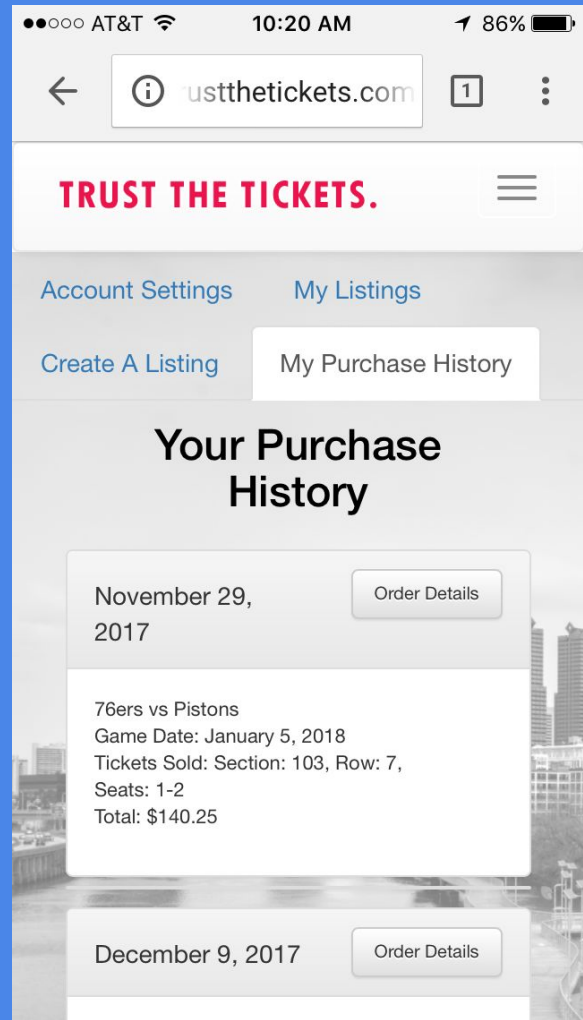 AT&T 10:20 AM 86%
ustthetickets.com 1
TRUST THE TICKETS.
Account Settings My Listings
Create A Listing My Purchase History
Your Purchase
History
November 29,
2017
Order Details
76ers vs Pistons
Game Date: January 5, 2018
Tickets Sold: Section: 103, Row: 7,
Seats: 1-2
Total: $140.25
December 9, 2017 Order Details